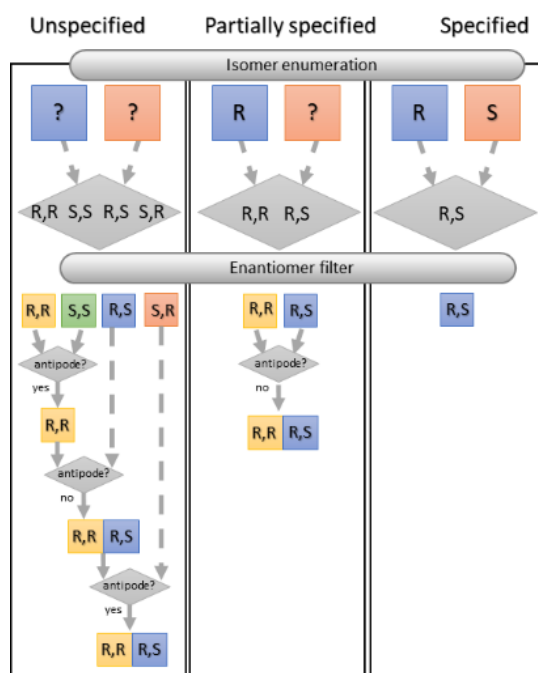 Unspecified Partially specified Specified
Isomer enumeration
? ? R ? R S
R,R S,S R,S S,R R,R R,S R,S
Enantiomer filter
R,R S,S R,S S,R R,R R,S R,S
antipode? antipode?
yes no
R,R R,R R,S
antipode?
no
R,R R,S
antipode?
yes
R,R R,S